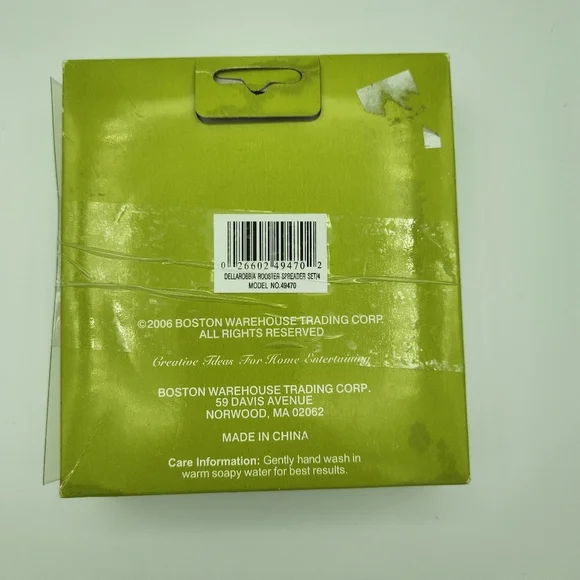 0 26602 49470 2
DELLAROBBIA ROOSTER SPREADER SET/4
MODEL NO.49470
©2006 BOSTON WAREHOUSE TRADING CORP.
ALL RIGHTS RESERVED
Creative Ideas For Home Entertaining
BOSTON WAREHOUSE TRADING CORP.
59 DAVIS AVENUE
NORWOOD, MA 02062
MADE IN CHINA
Care Information: Gently hand wash in
warm soapy water for best results.